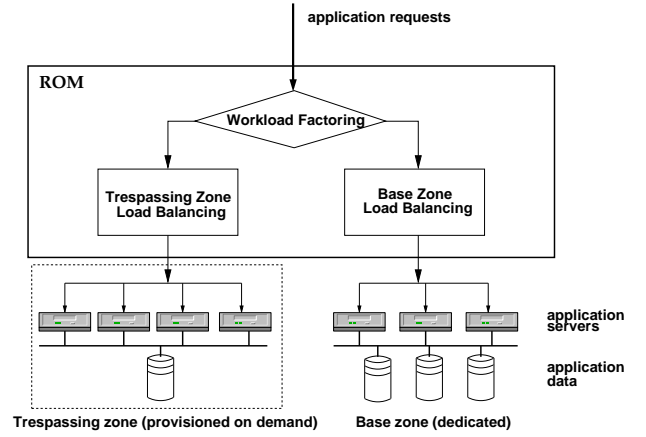 application requests
ROM
Workload Factoring
Trespassing Zone
Load Balancing
Base Zone
Load Balancing
application
servers
application
data
Trespassing zone (provisioned on demand)
Base zone (dedicated)